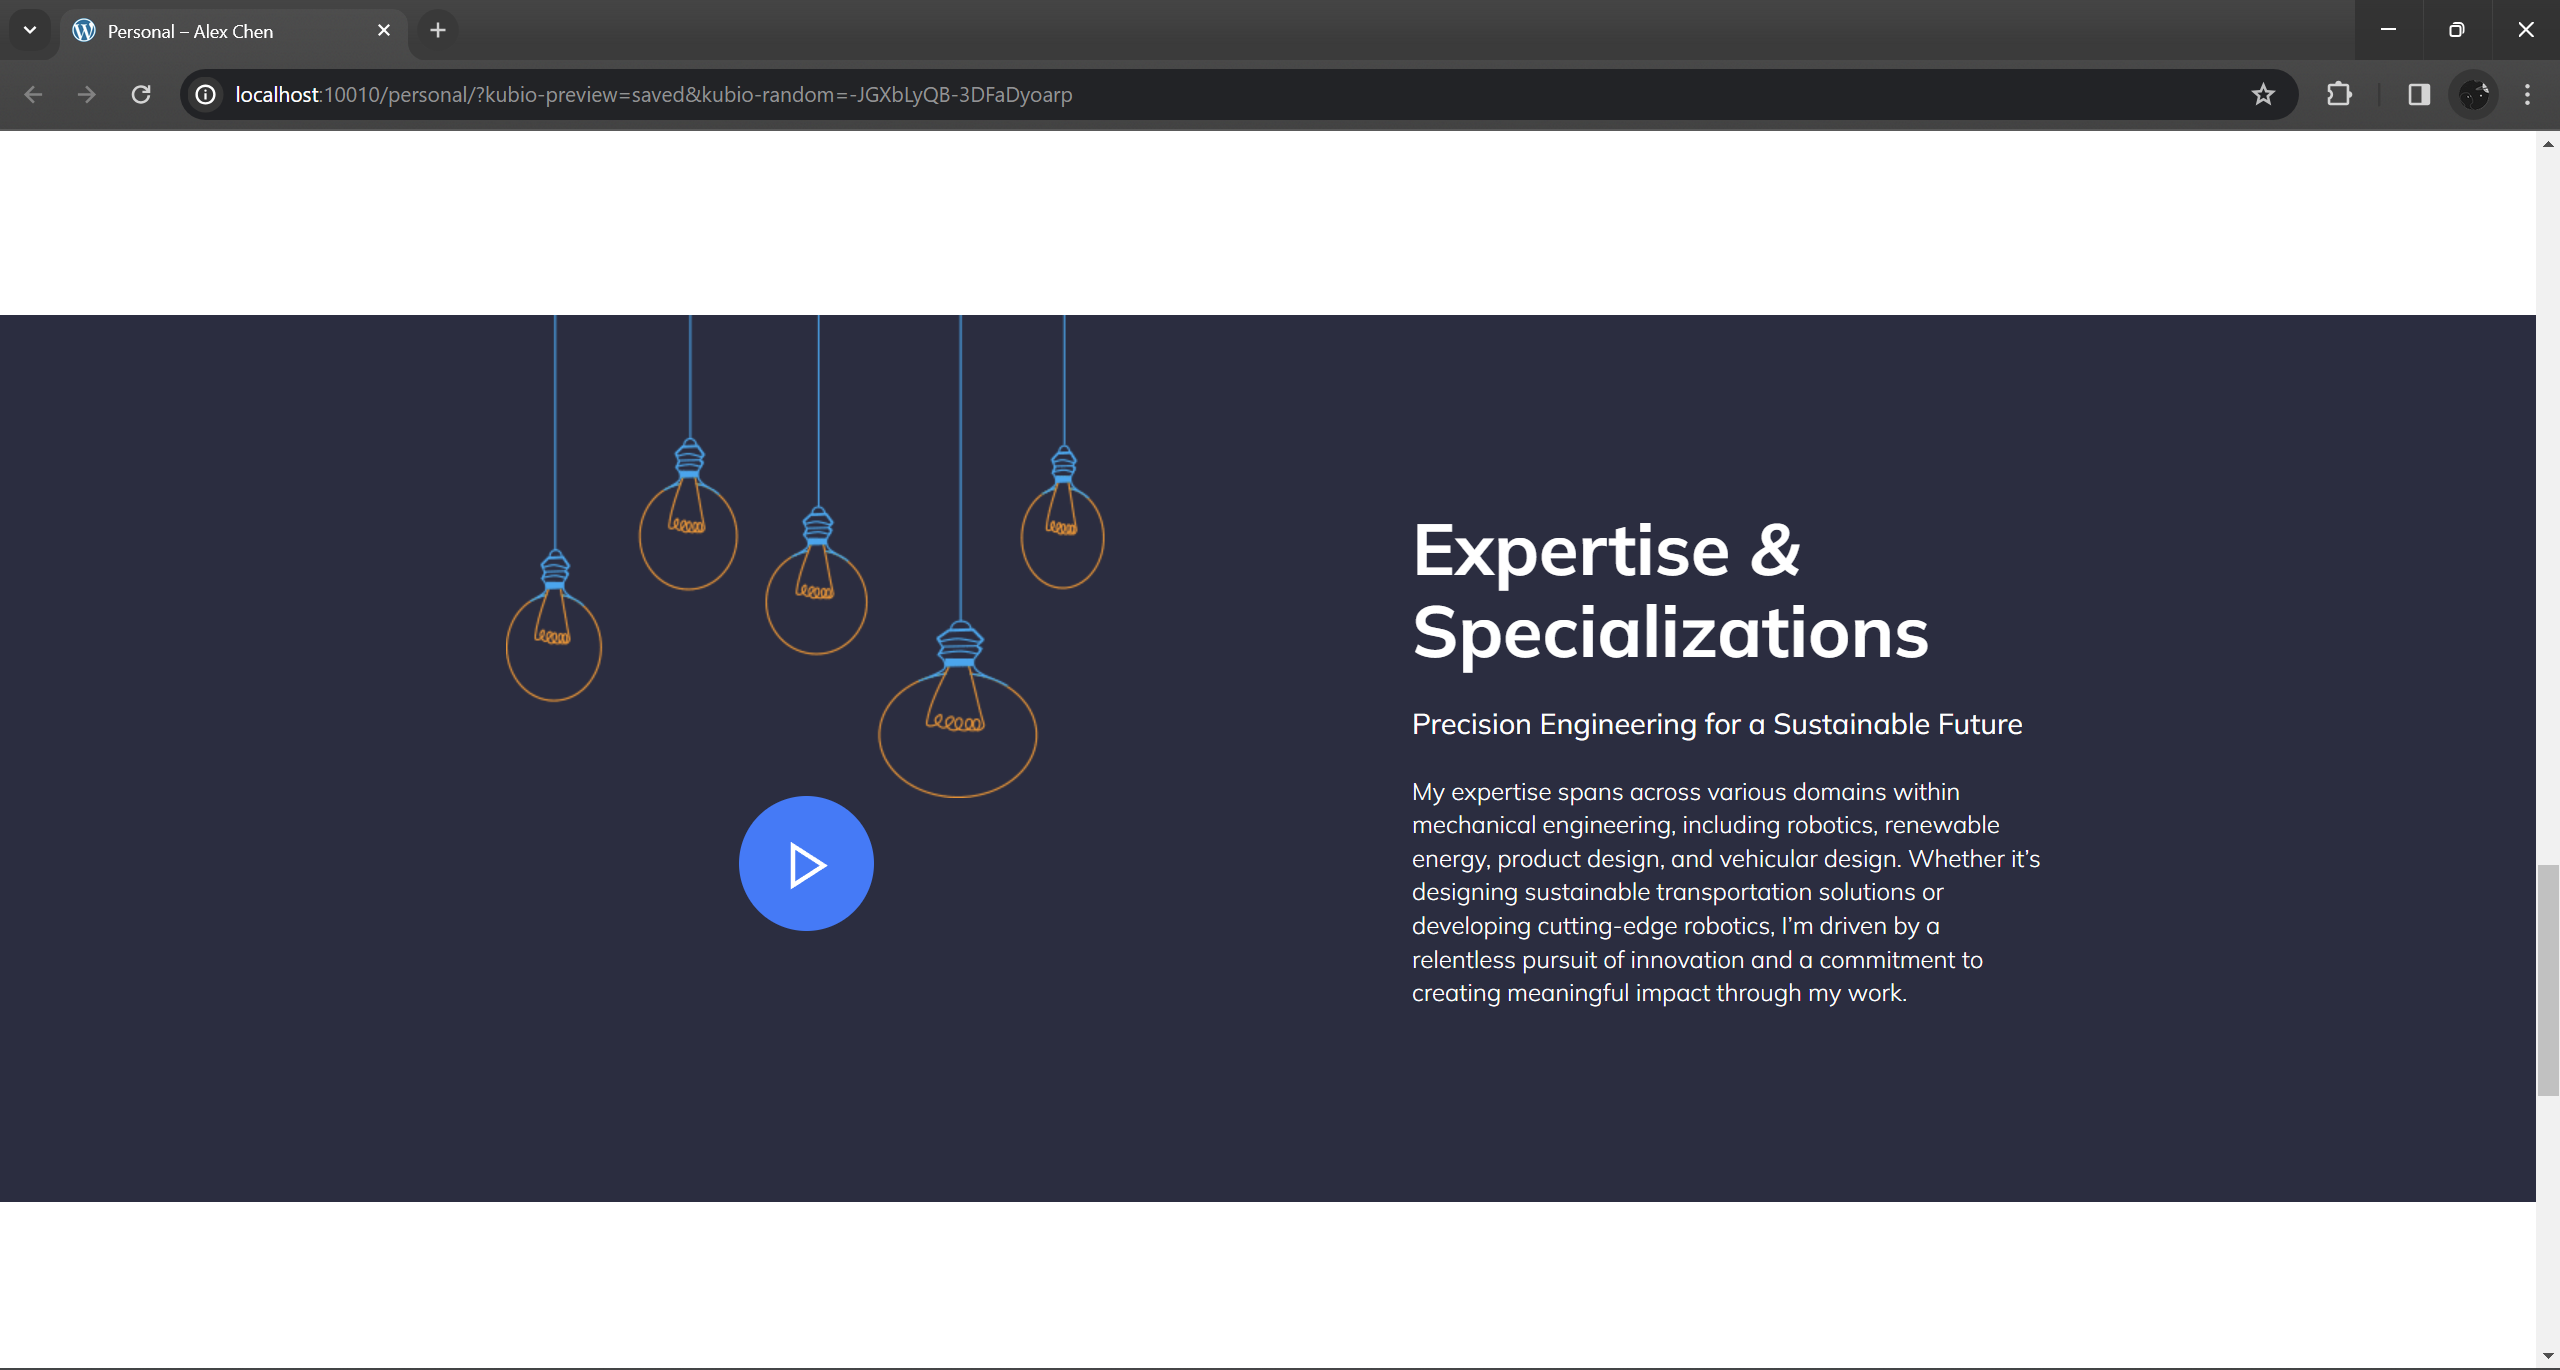 Personal – Alex Chen
localhost:10010/personal/?kubio-preview=saved&kubio-random=-JGXbLyQB-3DFaDyoarp
Expertise &
Specializations
Precision Engineering for a Sustainable Future
My expertise spans across various domains within
mechanical engineering, including robotics, renewable
energy, product design, and vehicular design. Whether it’s
designing sustainable transportation solutions or
developing cutting-edge robotics, I’m driven by a
relentless pursuit of innovation and a commitment to
creating meaningful impact through my work.